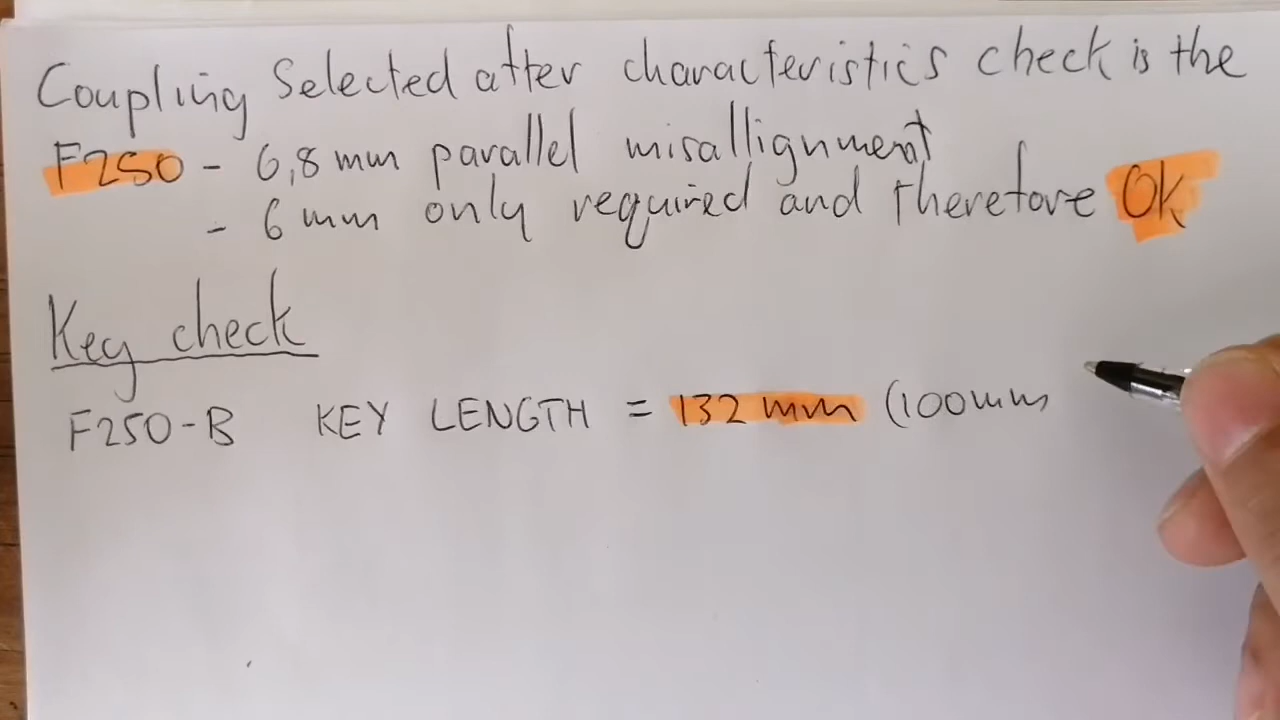 Coupling Selected after characteristics check is the
F250 - 6,8 mm parallel misallignment
- 6 mm only required and therefore OK
Key check
F250-B KEY LENGTH = 132 mm (100mm